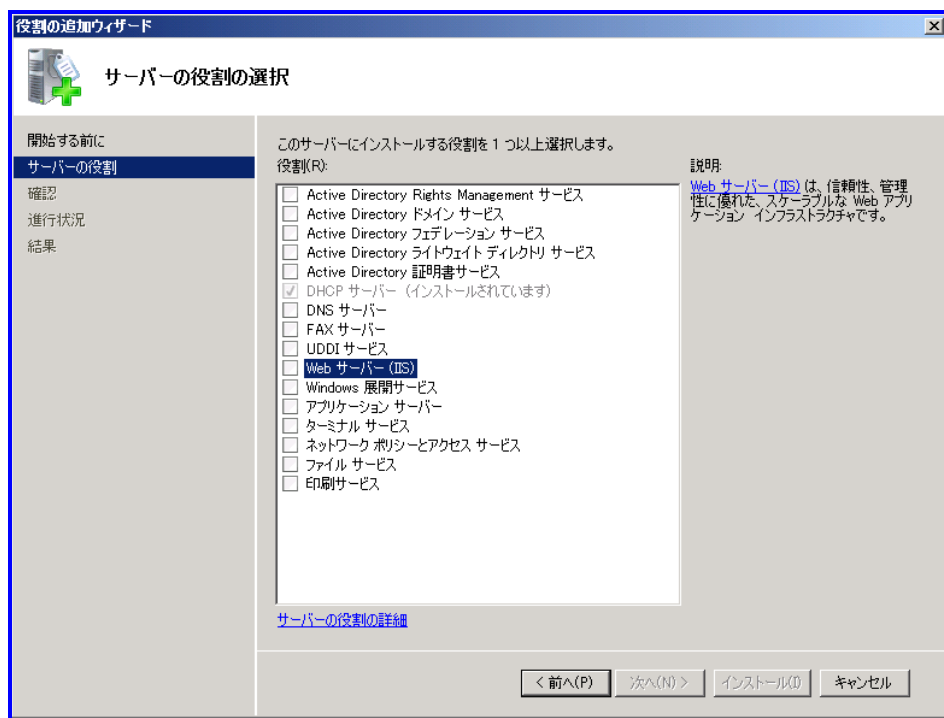 役割の追加ウィザード
サーバーの役割の選択
開始する前に
サーバーの役割
確認
進行状況
結果
このサーバーにインストールする役割を 1 つ以上選択します。
役割(R):
Active Directory Rights Management サービス
Active Directory ドメイン サービス
Active Directory フェデレーション サービス
Active Directory ライトウェイト ディレクトリ サービス
Active Directory 証明書サービス
DHCP サーバー (インストールされています)
DNS サーバー
FAX サーバー
UDDI サービス
Web サーバー (IIS)
Windows 展開サービス
アプリケーション サーバー
ターミナル サービス
ネットワーク ポリシーとアクセス サービス
ファイル サービス
印刷サービス
サーバーの役割の詳細
説明:
Web サーバー (IIS) は、信頼性、管理
性に優れた、スケーラブルな Web アプリ
ケーション インフラストラクチャです。
< 前へ(P)
次へ(N) >
インストール(I)
キャンセル